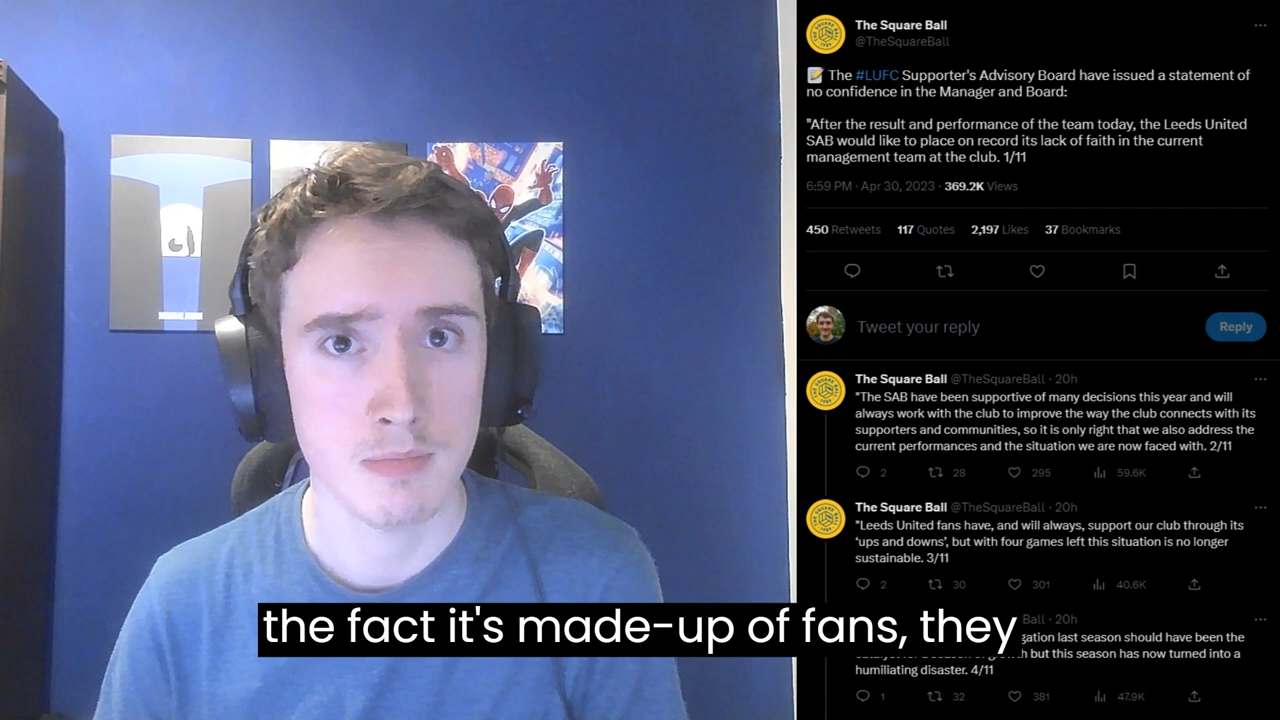 The Square Ball
@TheSquareBall
📝 The #LUFC Supporter's Advisory Board have issued a statement of
no confidence in the Manager and Board:
"After the result and performance of the team today, the Leeds United
SAB would like to place on record its lack of faith in the current
management team at the club. 1/11
6:59 PM · Apr 30, 2023 · 369.2K Views
450 Retweets 117 Quotes 2,197 Likes 37 Bookmarks
Tweet your reply
Reply
The Square Ball @TheSquareBall · 20h
"The SAB have been supportive of many decisions this year and will
always work with the club to improve the way the club connects with its
supporters and communities, so it is only right that we also address the
current performances and the situation we are now faced with. 2/11
2 28 295 59.6K
The Square Ball @TheSquareBall · 20h
"Leeds United fans have, and will always, support our club through its
'ups and downs', but with four games left this situation is no longer
sustainable. 3/11
2 30 301 40.6K
Ball · 20h
last season should have been the
but this season has now turned into a
humiliating disaster. 4/11
1 32 381 47.9K
the fact it's made-up of fans, they